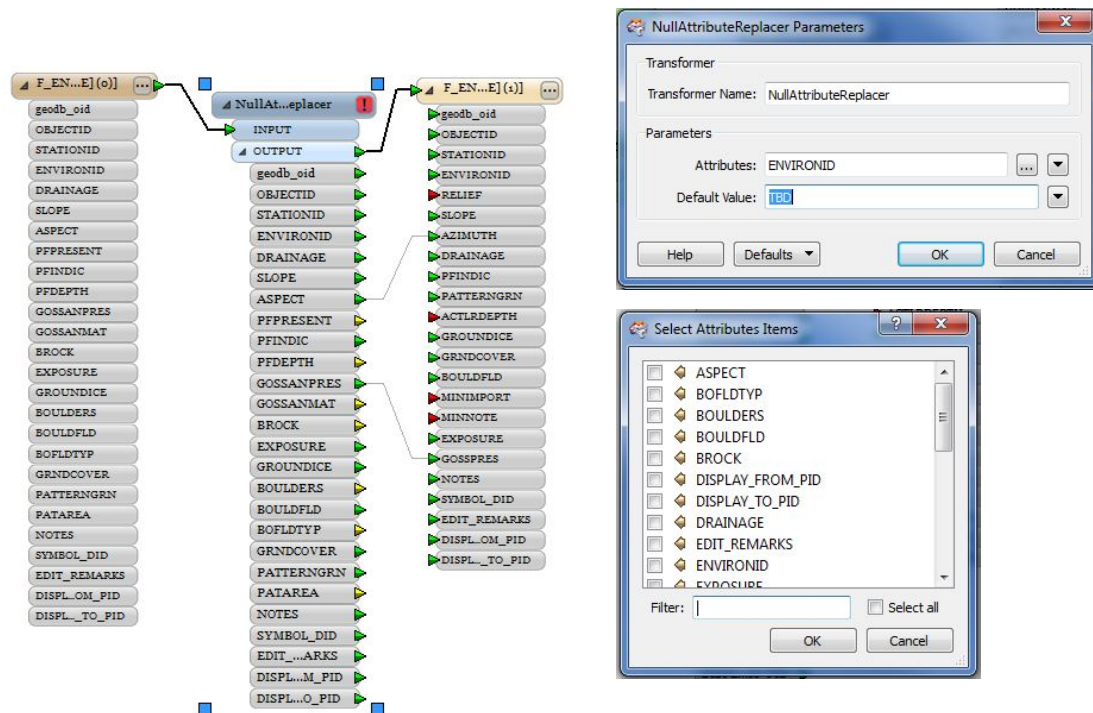 F_EN...E](0)]
geodb_oid
OBJECTID
STATIONID
ENVIRONID
DRAINAGE
SLOPE
ASPECT
PFPRESENT
PFINDIC
PFDEPTH
GOSSANPRES
GOSSANMAT
BROCK
EXPOSURE
GROUNDICE
BOULDERS
BOULDFLD
BOFLDTYP
GRNDCOVER
PATTERNGRN
PATAREA
NOTES
SYMBOL_DID
EDIT_REMARKS
DISPL...OM_PID
DISPL..._TO_PID
NullAt...eplacer
INPUT
OUTPUT
geodb_oid
OBJECTID
STATIONID
ENVIRONID
DRAINAGE
SLOPE
ASPECT
PFPRESENT
PFINDIC
PFDEPTH
GOSSANPRES
GOSSANMAT
BROCK
EXPOSURE
GROUNDICE
BOULDERS
BOULDFLD
BOFLDTYP
GRNDCOVER
PATTERNGRN
PATAREA
NOTES
SYMBOL_DID
EDIT_...ARKS
DISPL...M_PID
DISPL...O_PID
F_EN...E](1)]
geodb_oid
OBJECTID
STATIONID
ENVIRONID
RELIEF
SLOPE
AZIMUTH
DRAINAGE
PFINDIC
PATTERNGRN
ACTLRDEPTH
GROUNDICE
GRNDCOVER
BOULDFLD
MINIMPORT
MINNOTE
EXPOSURE
GOSSPRES
NOTES
SYMBOL_DID
EDIT_REMARKS
DISPL...OM_PID
DISPL..._TO_PID
NullAttributeReplacer Parameters
Transformer
Transformer Name: NullAttributeReplacer
Parameters
Attributes: ENVIRONID ...
Default Value: TBD
Help Defaults OK Cancel
Select Attributes Items
ASPECT
BOFLDTYP
BOULDERS
BOULDFLD
BROCK
DISPLAY_FROM_PID
DISPLAY_TO_PID
DRAINAGE
EDIT_REMARKS
ENVIRONID
EXPOSURE
Filter: Select all
OK Cancel